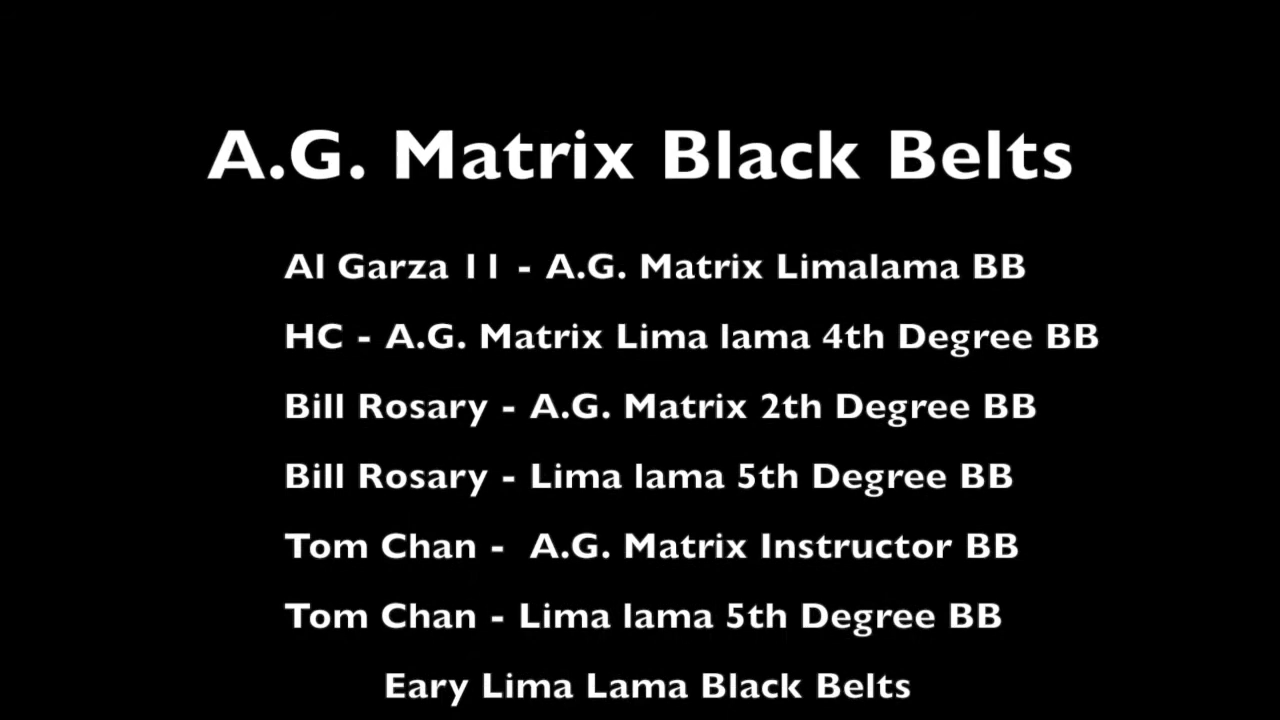 A.G. Matrix Black Belts
Al Garza 11 - A.G. Matrix Limalama BB
HC - A.G. Matrix Lima lama 4th Degree BB
Bill Rosary - A.G. Matrix 2th Degree BB
Bill Rosary - Lima lama 5th Degree BB
Tom Chan - A.G. Matrix Instructor BB
Tom Chan - Lima lama 5th Degree BB
Eary Lima Lama Black Belts